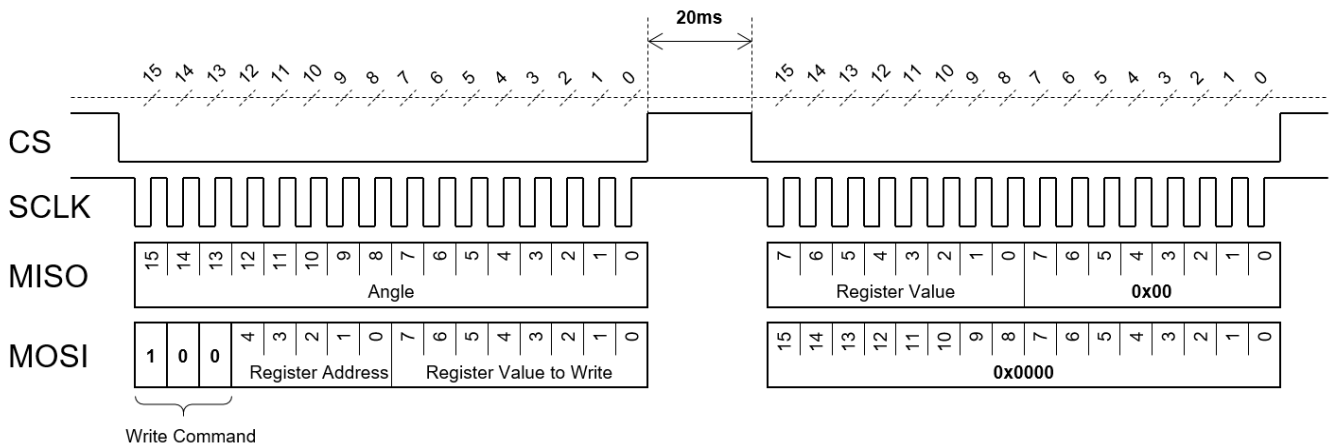 20ms
15 14 13 12 11 10 9 8 7 6 5 4 3 2 1 0 15 14 13 12 11 10 9 8 7 6 5 4 3 2 1 0
CS
SCLK
MISO
15 14 13 12 11 10 9 8 7 6 5 4 3 2 1 0 7 6 5 4 3 2 1 0 7 6 5 4 3 2 1 0
Angle Register Value 0x00
MOSI
1 0 0 4 3 2 1 0 7 6 5 4 3 2 1 0 15 14 13 12 11 10 9 8 7 6 5 4 3 2 1 0
Register Address Register Value to Write 0x0000
Write Command